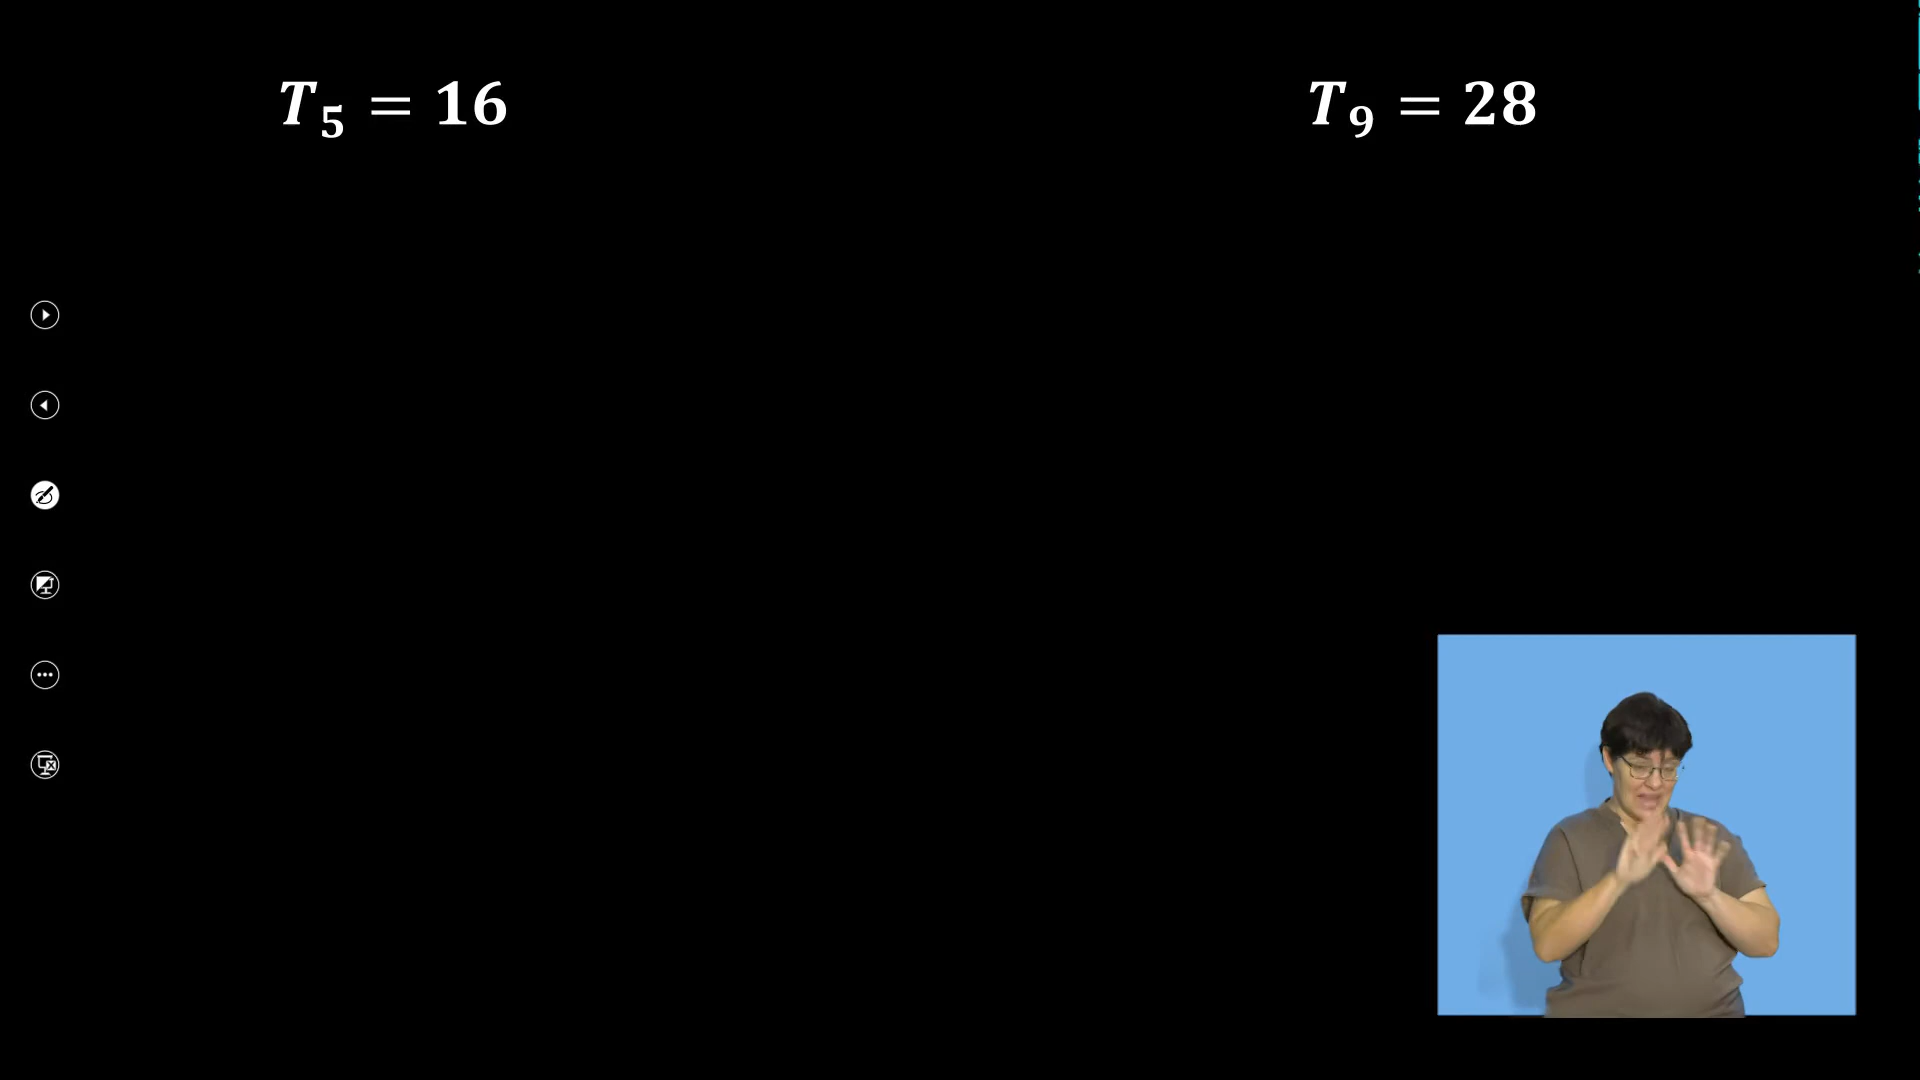 T₅ = 16
T₉ = 28